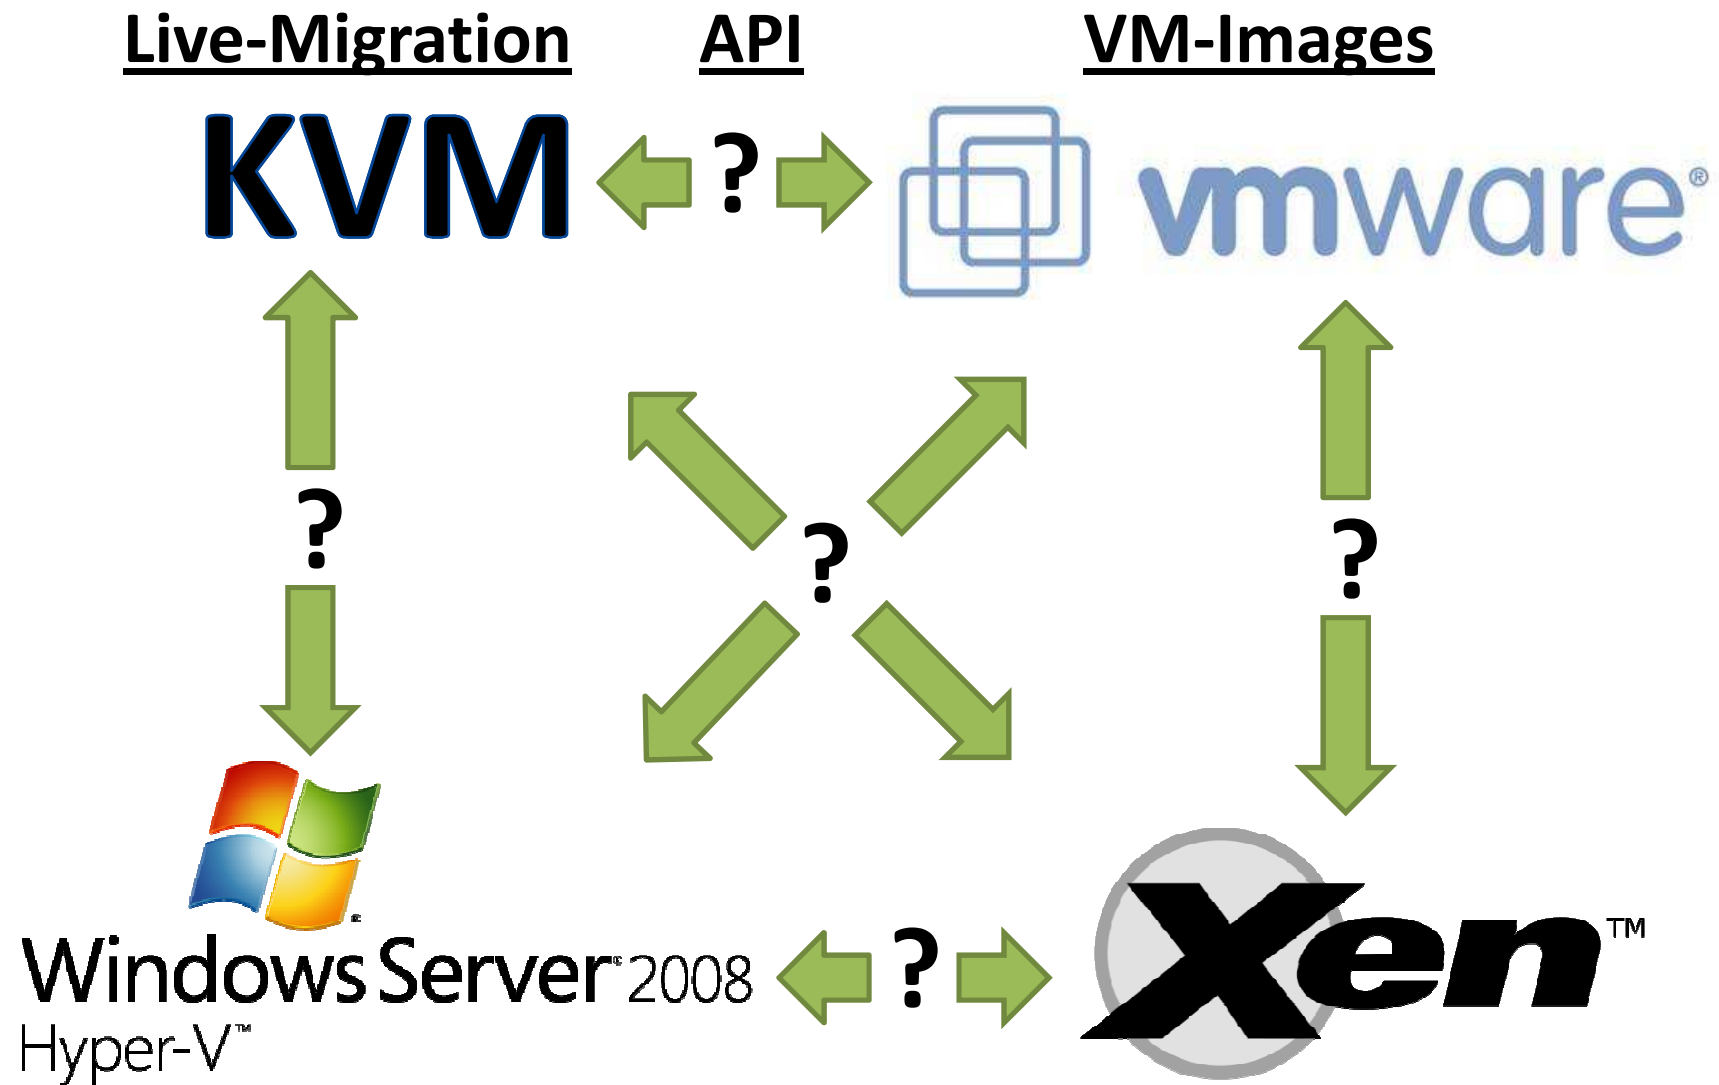 Live-Migration API VM-Images
KVM ? vmware®
? ? ?
Windows Server 2008 ? Xen™
Hyper-V™